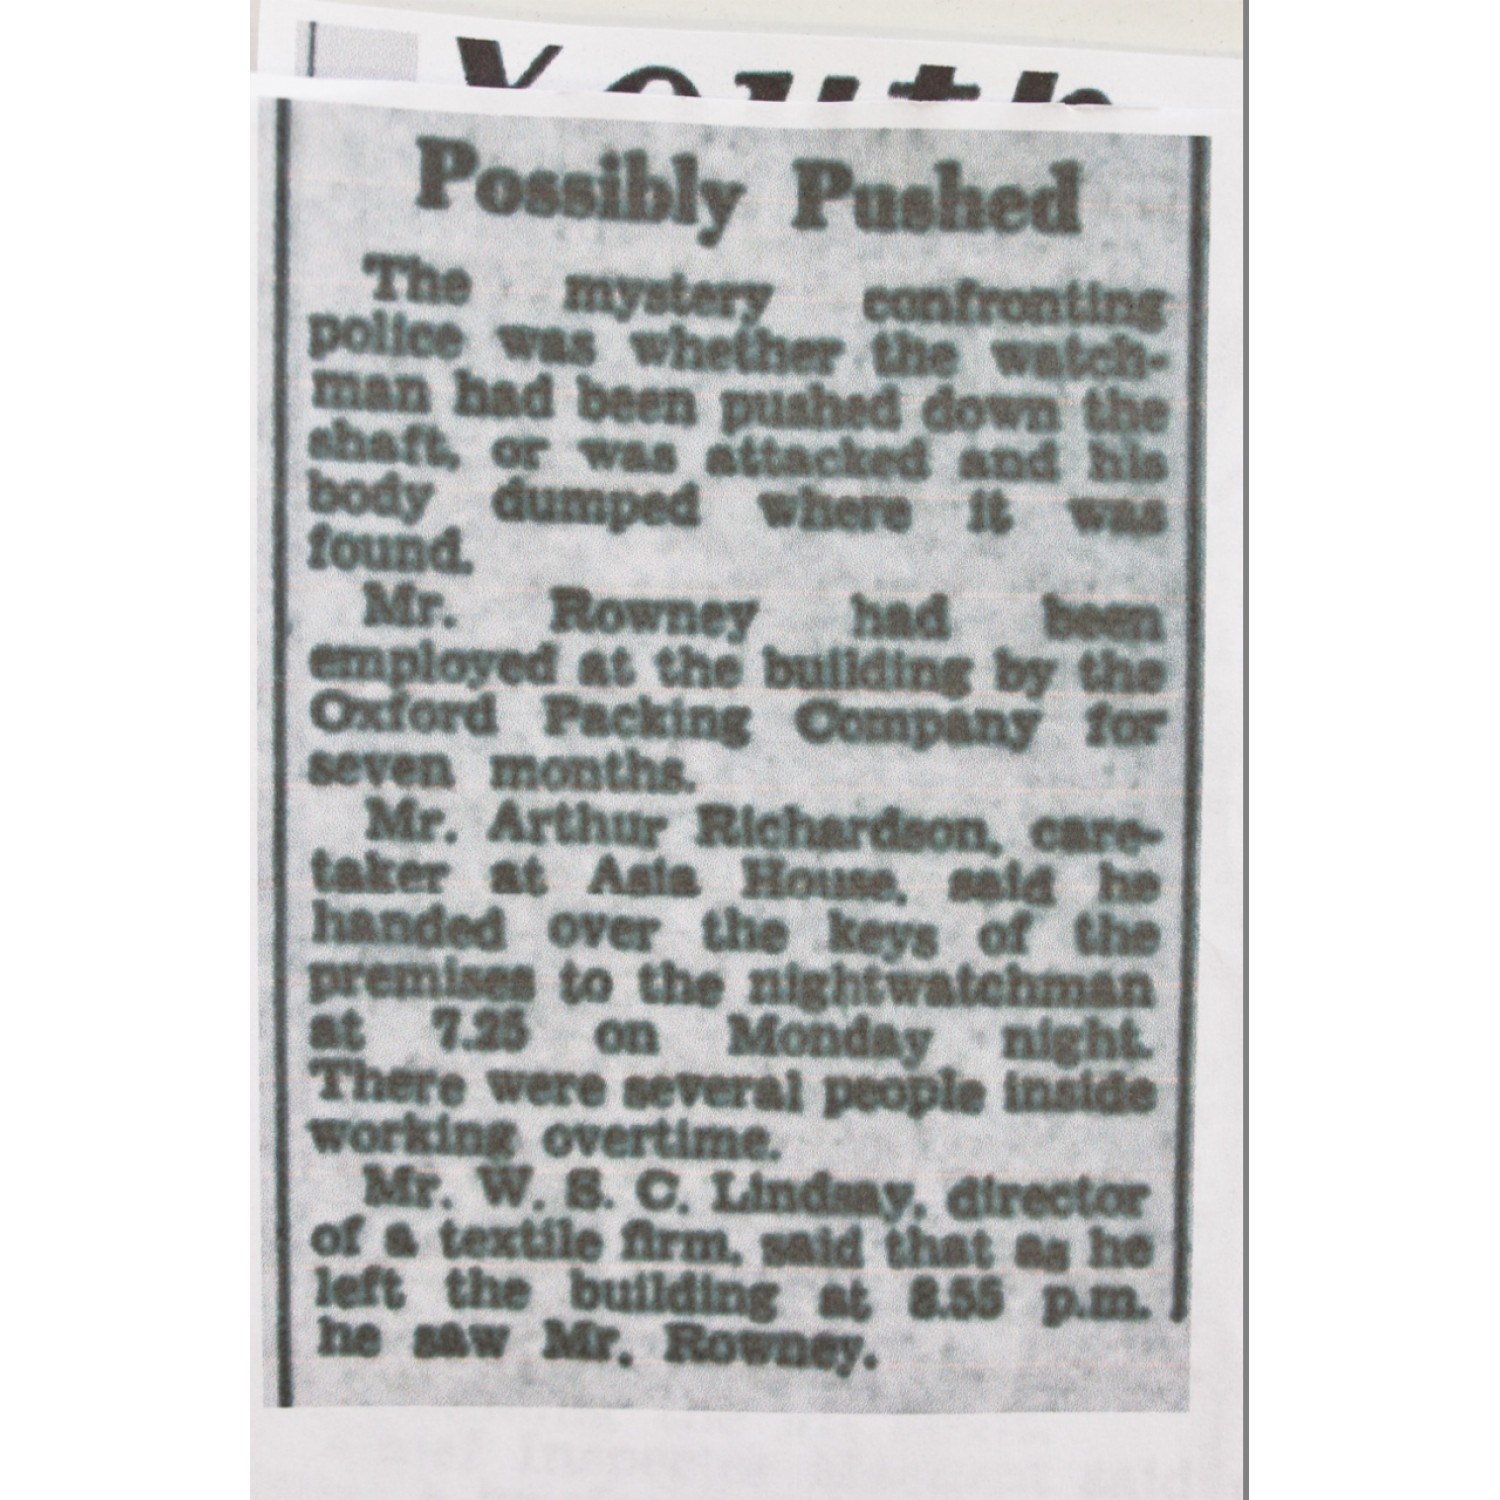 Youth
Possibly Pushed
The mystery confronting
police was whether the watch-
man had been pushed down the
shaft, or was attacked and his
body dumped where it was
found.
Mr. Rowney had been
employed at the building by the
Oxford Packing Company for
seven months.
Mr. Arthur Richardson, care-
taker at Asia House, said he
handed over the keys of the
premises to the nightwatchman
at 7.25 on Monday night.
There were several people inside
working overtime.
Mr. W. S. C. Lindsay, director
of a textile firm, said that as he
left the building at 8.55 p.m.
he saw Mr. Rowney.